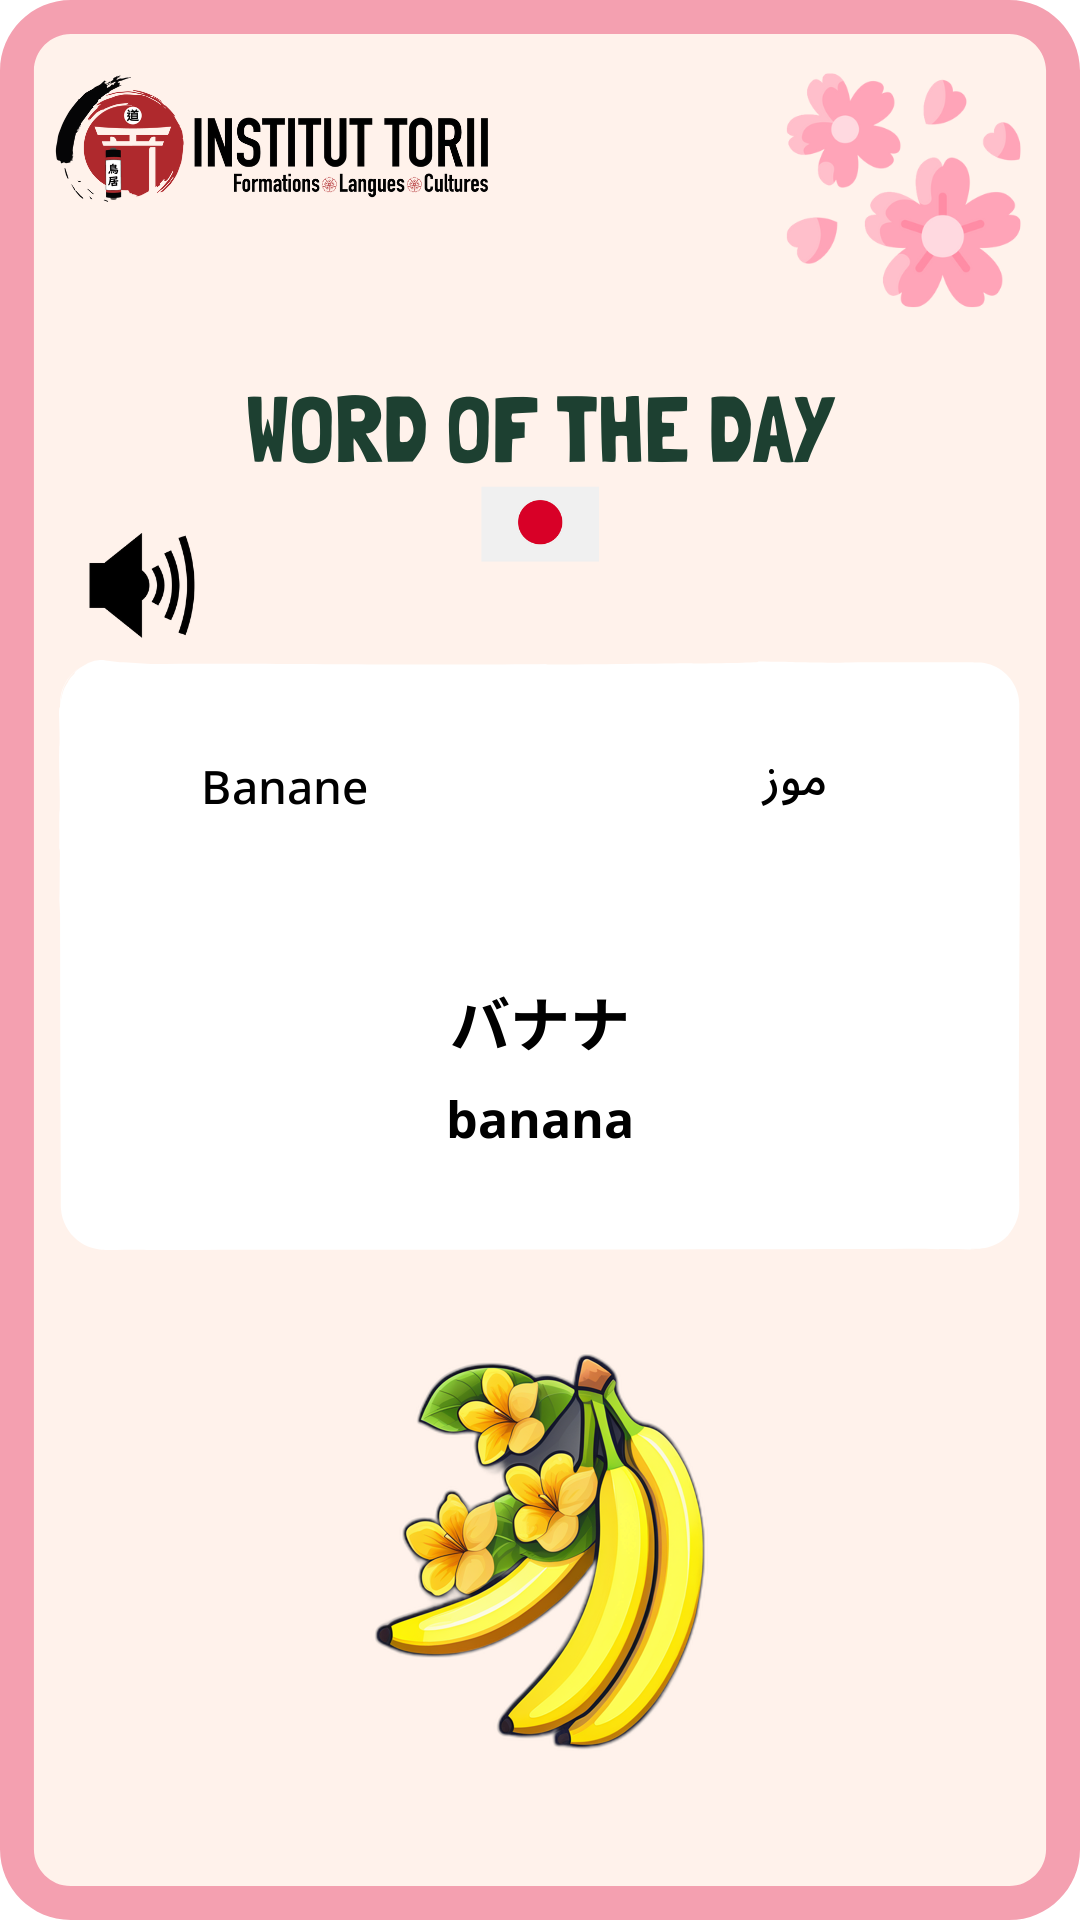 道
鳥居
INSTITUT TORII
Formations Langues Cultures
WORD OF THE DAY
Banane
موز
バナナ
banana